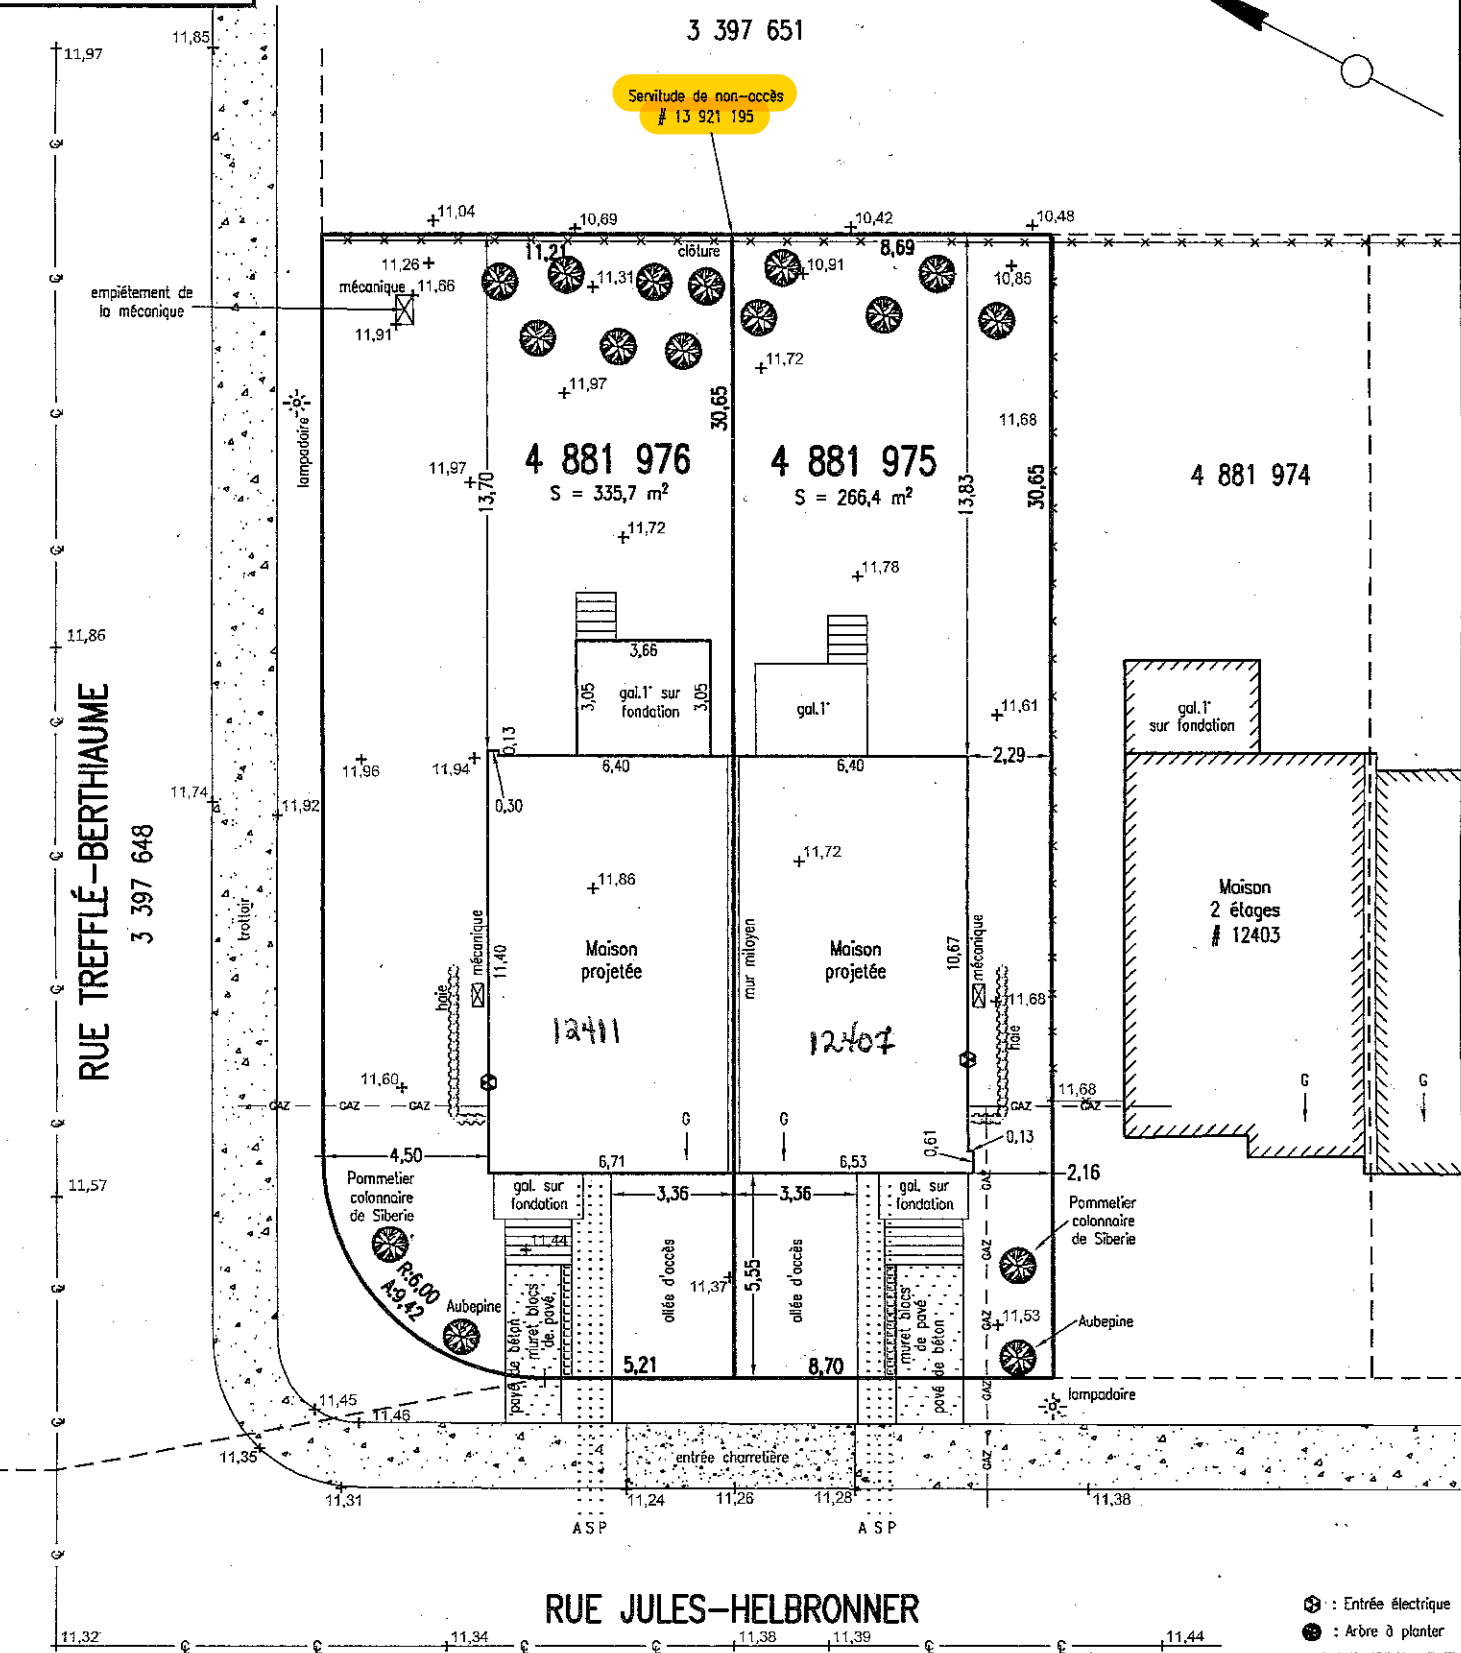 3 397 651
11,85
11,97
Servitude de non-accès
# 13 921 195
11,04
10,69
10,42
10,48
11,21
clôture
8,69
11,26
11,31
10,91
10,85
mécanique
11,86
empiétement de
la mécanique
11,91
11,72
11,97
30,65
lampadaire
11,68
4 881 976
S = 335,7 m²
4 881 975
S = 266,4 m²
4 881 974
11,97
13,70
13,83
30,65
11,72
11,78
11,86
3,66
3,05
gal.1" sur
fondation
3,05
gal.1"
11,61
gal.1"
sur fondation
0,13
11,96
11,94
6,40
6,40
2,29
0,30
11,74
11,92
RUE TREFFLÉ-BERTHIAUME
3 397 648
trottoir
11,86
11,72
Maison
2 étages
# 12403
mécanique
11,40
Maison
projetée
mur mitoyen
Maison
projetée
10,67
mécanique
haie
11,68
haie
12411
12407
11,60
11,68
GAZ
GAZ
GAZ
GAZ
GAZ
G
G
G
G
0,61
0,13
4,50
6,71
6,53
2,16
11,57
Pommetier
colonnaire
de Siberie
gal. sur
fondation
3,36
3,36
gal. sur
fondation
GAZ
Pommetier
colonnaire
de Siberie
11,44
R:6,00
A:9,42
allée d'accès
11,37
5,55
allée d'accès
GAZ
Aubepine
pavé de béton
muret blocs
de pavé
muret blocs
de pavé
pavé de béton
11,53
Aubepine
5,21
8,70
GAZ
lampadaire
11,45
11,46
11,35
entrée charretière
GAZ
11,31
11,24
11,26
11,28
11,38
A S P
A S P
RUE JULES-HELBRONNER
: Entrée électrique
: Arbre à planter
11,32
11,34
11,38
11,39
11,44